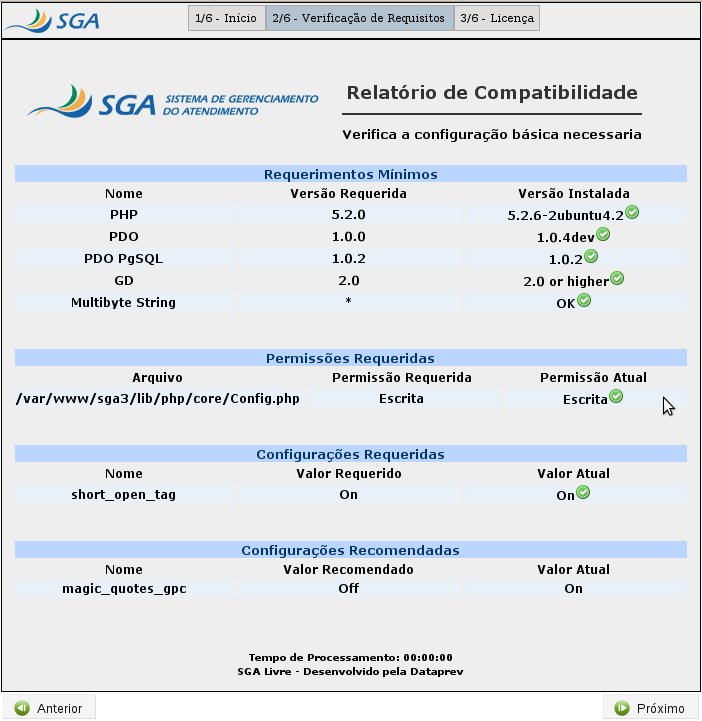 SGA
1/6 - Início 2/6 - Verificação de Requisitos 3/6 - Licença
SGA SISTEMA DE GERENCIAMENTO DO ATENDIMENTO
Relatório de Compatibilidade
Verifica a configuração básica necessaria
Requerimentos Mínimos
Nome Versão Requerida Versão Instalada
PHP 5.2.0 5.2.6-2ubuntu4.2
PDO 1.0.0 1.0.4dev
PDO PgSQL 1.0.2 1.0.2
GD 2.0 2.0 or higher
Multibyte String * OK
Permissões Requeridas
Arquivo Permissão Requerida Permissão Atual
/var/www/sga3/lib/php/core/Config.php Escrita Escrita
Configurações Requeridas
Nome Valor Requerido Valor Atual
short_open_tag On On
Configurações Recomendadas
Nome Valor Recomendado Valor Atual
magic_quotes_gpc Off On
Tempo de Processamento: 00:00:00
SGA Livre - Desenvolvido pela Dataprev
Anterior Próximo